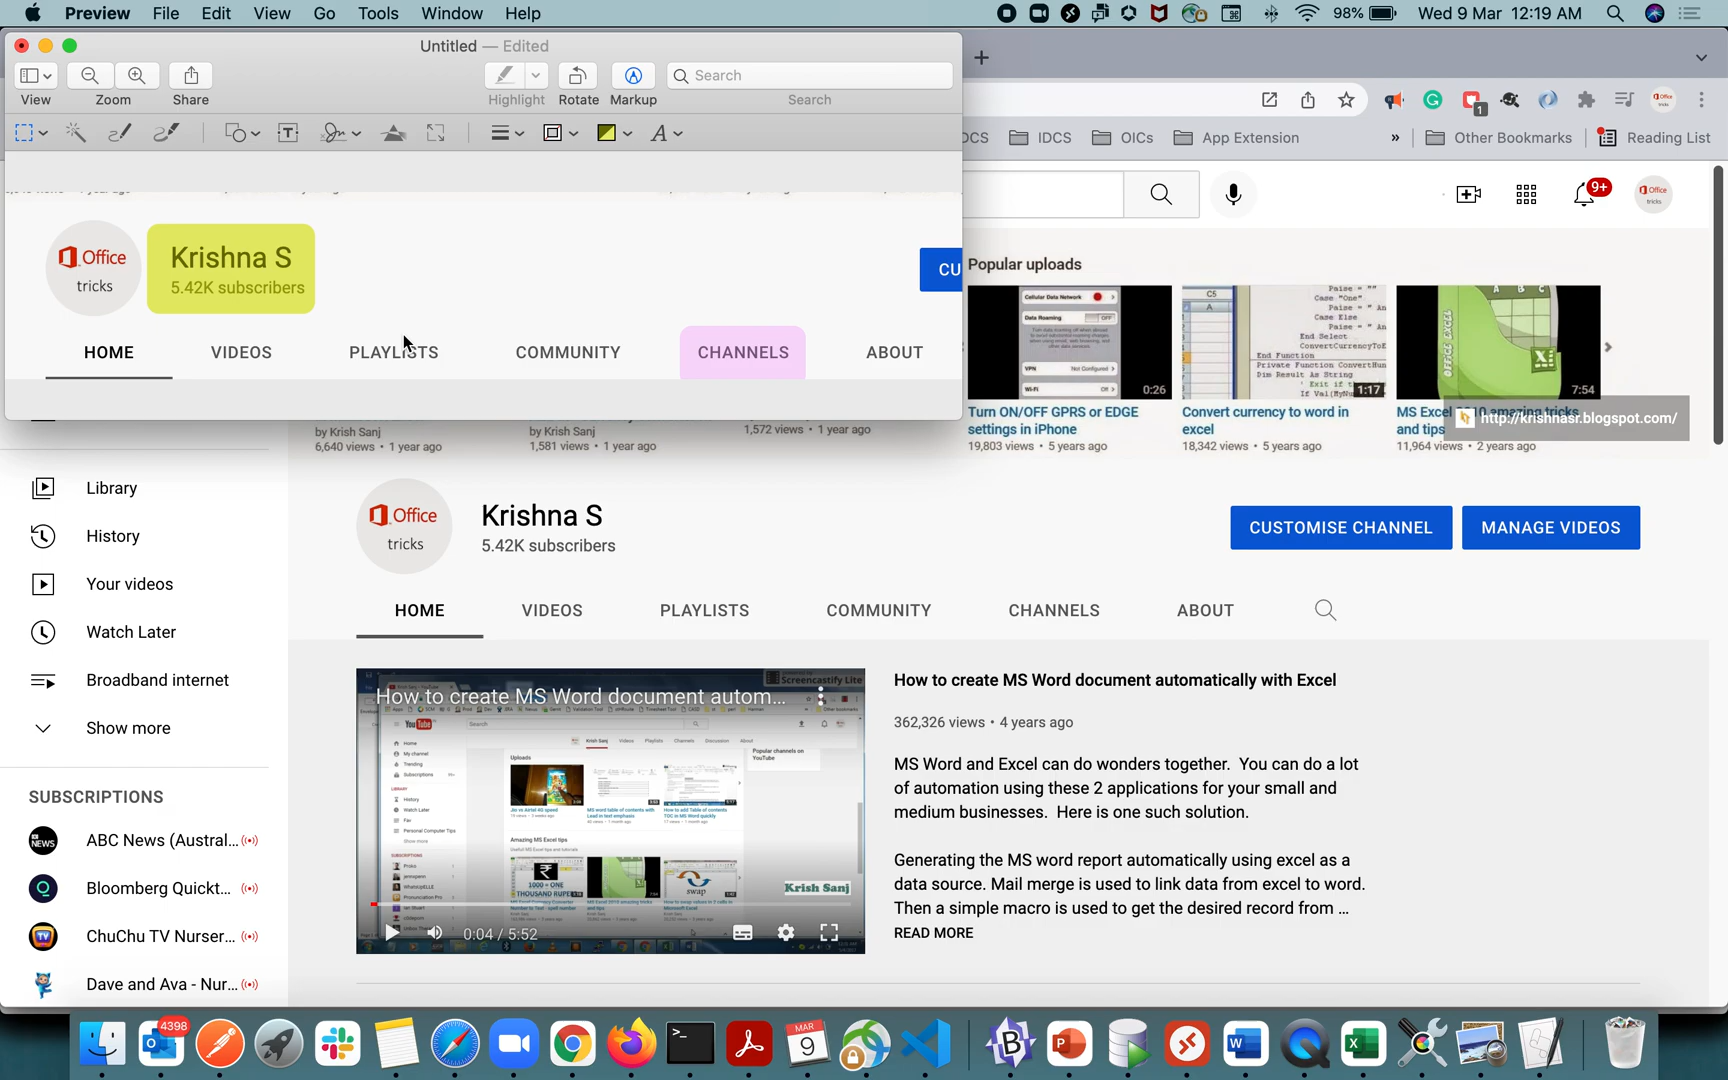 Preview File Edit View Go Tools Window Help
98% Wed 9 Mar 12:19 AM
Untitled — Edited
View Zoom Share Highlight Rotate Markup Search
Search
Office
tricks
Krishna S
5.42K subscribers
CU
HOME VIDEOS PLAYLISTS COMMUNITY CHANNELS ABOUT
DCS IDCS OICs App Extension » Other Bookmarks Reading List
1
9+
Popular uploads
0:26
1:17
7:54
Turn ON/OFF GPRS or EDGE
settings in iPhone
19,803 views • 5 years ago
Convert currency to word in
excel
18,342 views • 5 years ago
MS Excel 2010 amazing tricks
and tips
11,964 views • 2 years ago
http://krishnasr.blogspot.com/
by Krish Sanj
6,640 views • 1 year ago
by Krish Sanj
1,581 views • 1 year ago
1,572 views • 1 year ago
Office
tricks
Krishna S
5.42K subscribers
CUSTOMISE CHANNEL MANAGE VIDEOS
HOME VIDEOS PLAYLISTS COMMUNITY CHANNELS ABOUT
Library
History
Your videos
Watch Later
Broadband internet
Show more
SUBSCRIPTIONS
ABC News (Austral...
Bloomberg Quickt...
ChuChu TV Nurser...
Dave and Ava - Nur...
Screencastify Lite
How to create MS Word document autom...
Krish Sanj
0:04 / 5:52
How to create MS Word document automatically with Excel
362,326 views • 4 years ago
MS Word and Excel can do wonders together. You can do a lot
of automation using these 2 applications for your small and
medium businesses. Here is one such solution.
Generating the MS word report automatically using excel as a
data source. Mail merge is used to link data from excel to word.
Then a simple macro is used to get the desired record from ...
READ MORE
4398
MAR
9